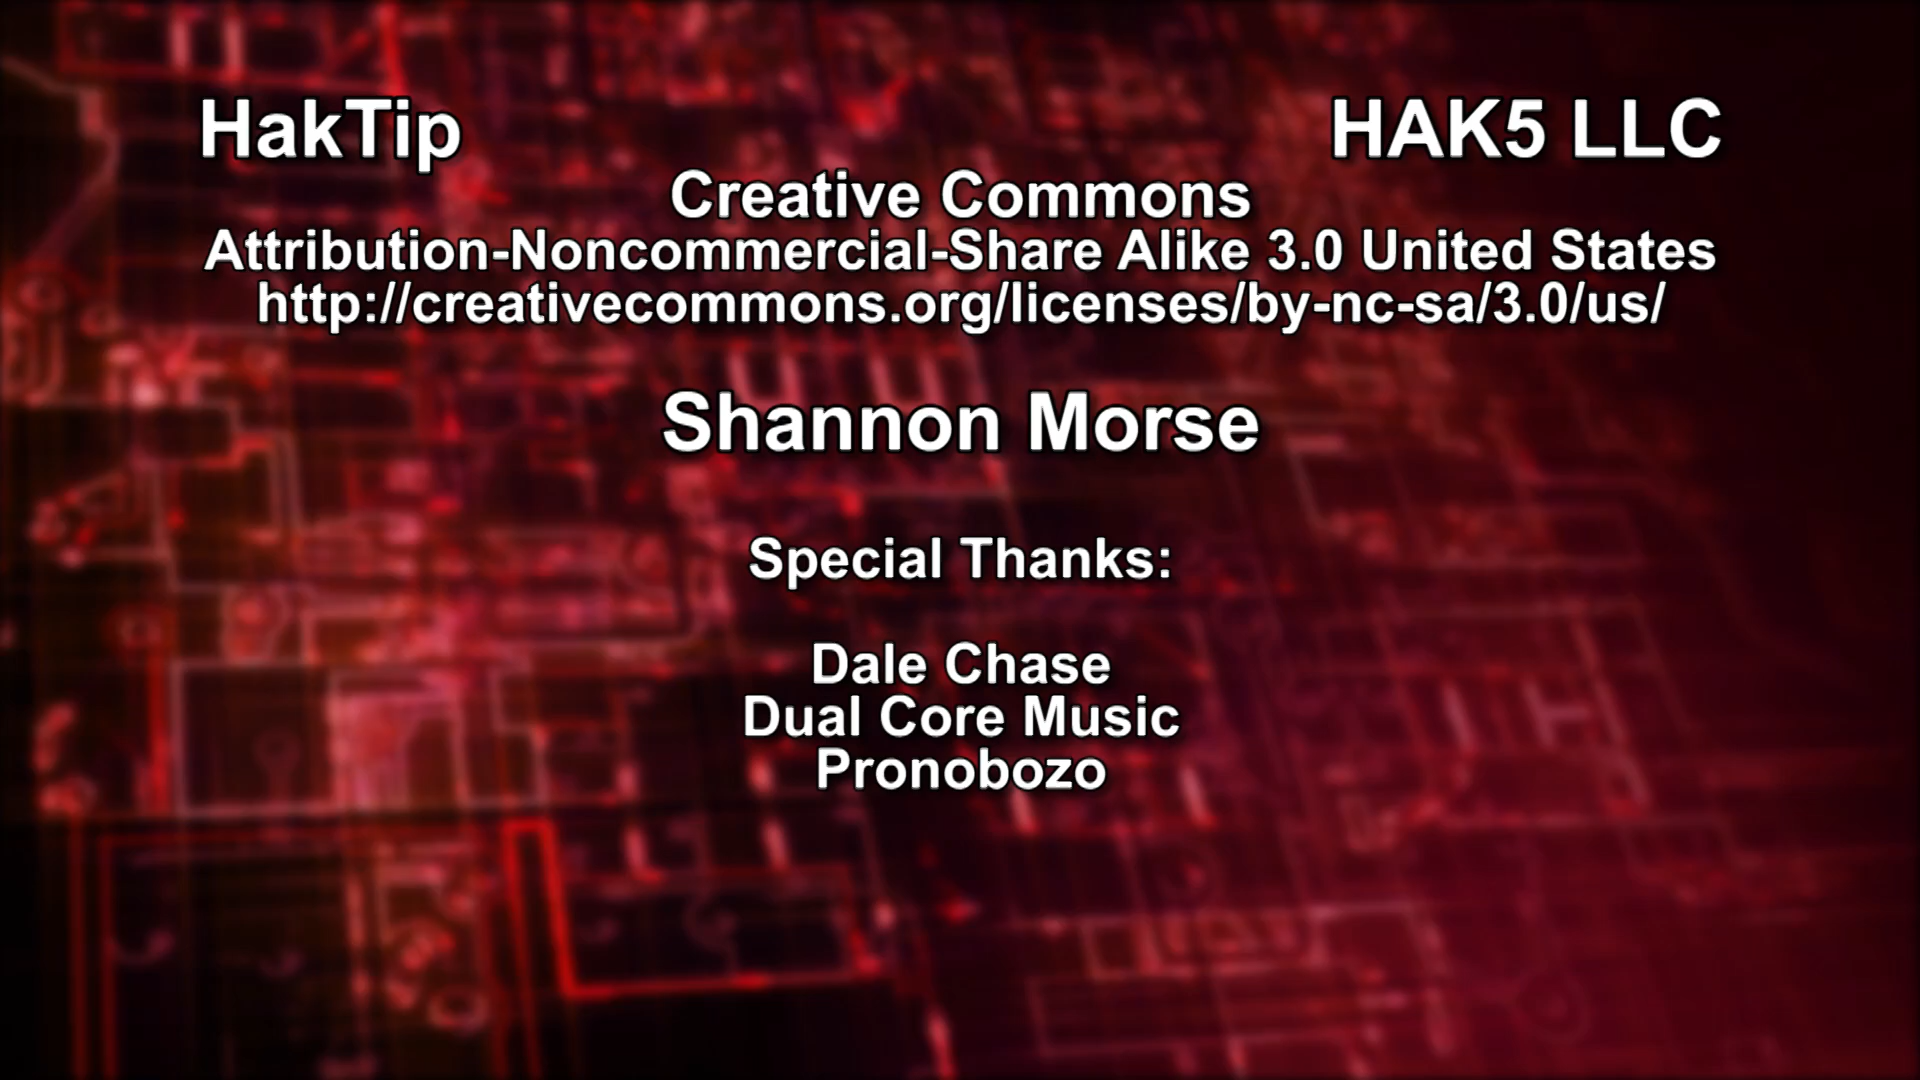 HakTip HAK5 LLC
Creative Commons
Attribution-Noncommercial-Share Alike 3.0 United States
http://creativecommons.org/licenses/by-nc-sa/3.0/us/
Shannon Morse
Special Thanks:
Dale Chase
Dual Core Music
Pronobozo